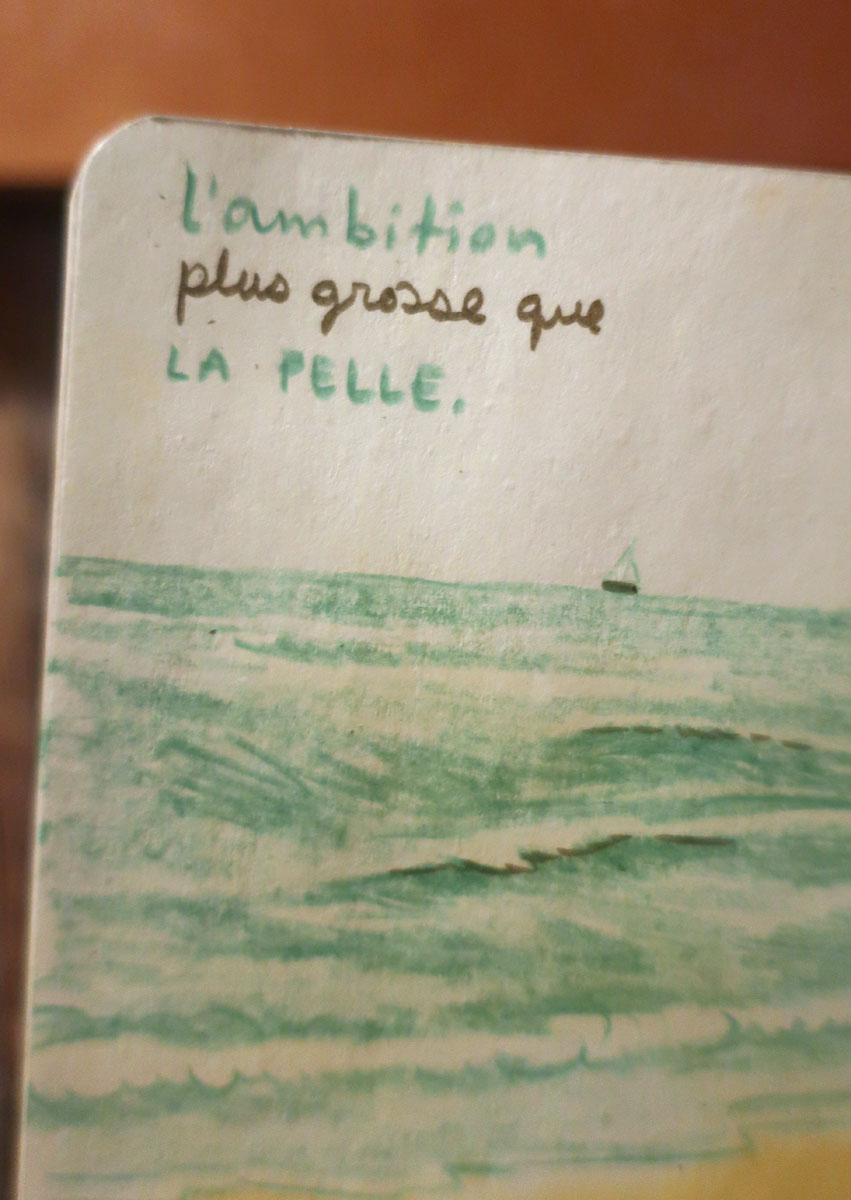 l'ambition
plus grosse que
LA PELLE.